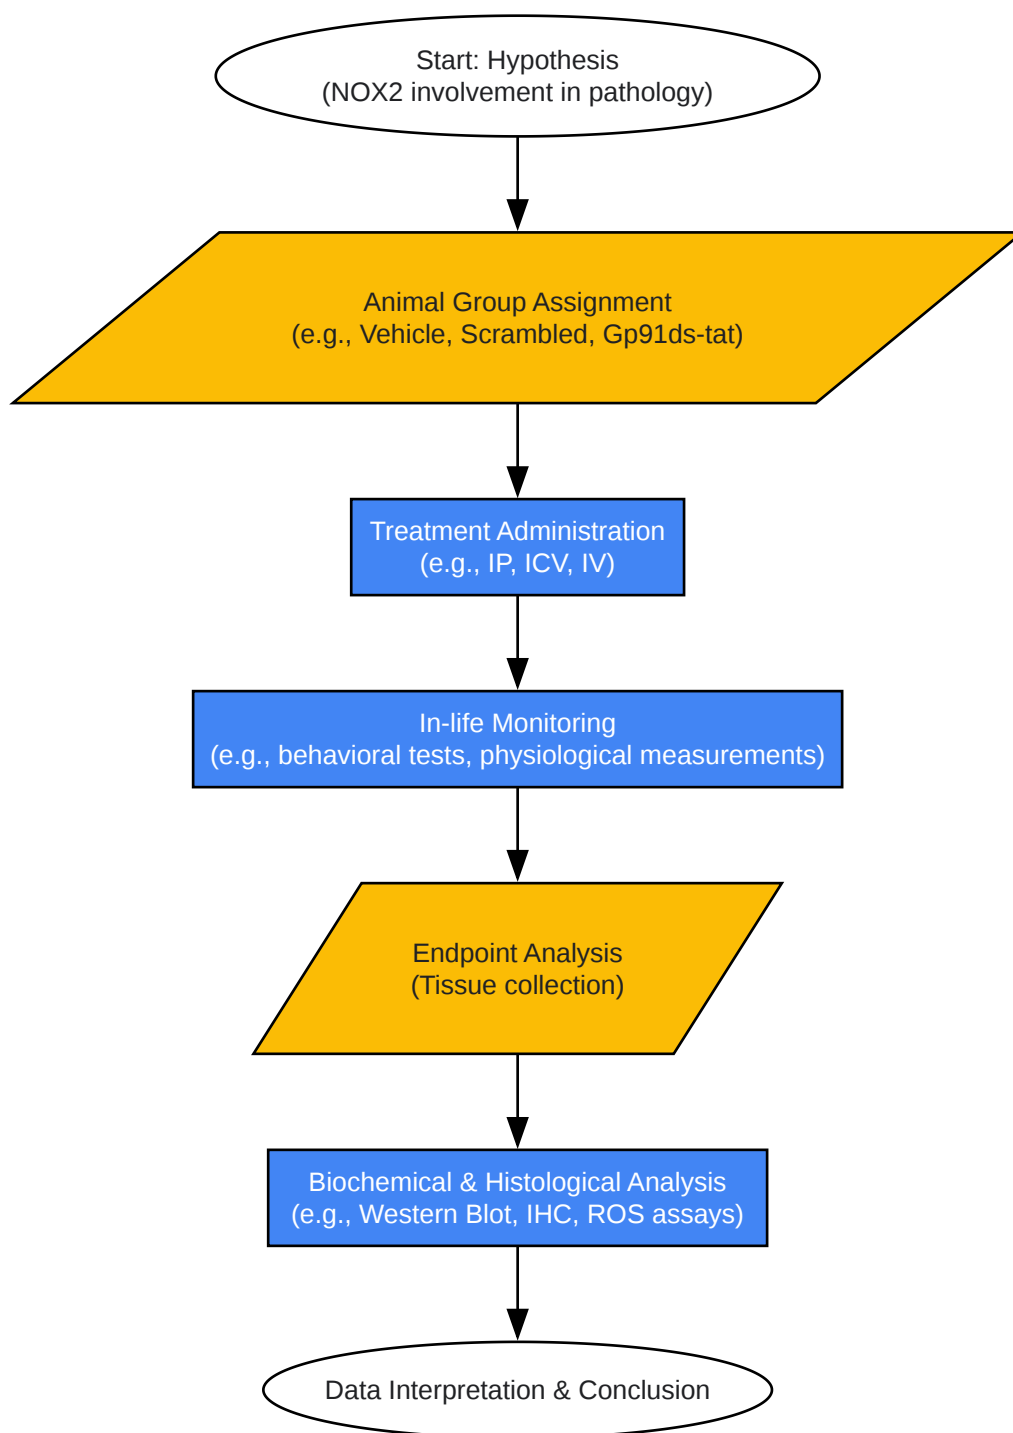 Start: Hypothesis
(NOX2 involvement in pathology)
Animal Group Assignment
(e.g., Vehicle, Scrambled, Gp91ds-tat)
Treatment Administration
(e.g., IP, ICV, IV)
In-life Monitoring
(e.g., behavioral tests, physiological measurements)
Endpoint Analysis
(Tissue collection)
Biochemical & Histological Analysis
(e.g., Western Blot, IHC, ROS assays)
Data Interpretation & Conclusion